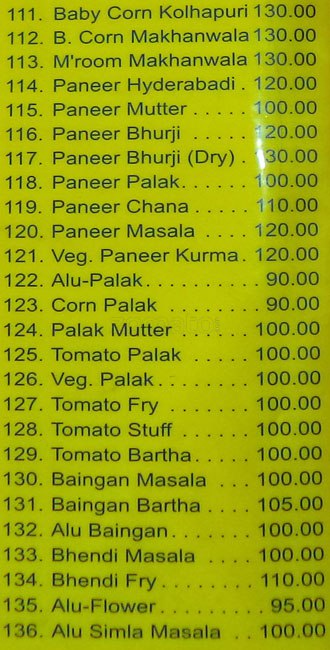 111. Baby Corn Kolhapuri 130.00
112. B. Corn Makhanwala 130.00
113. M'room Makhanwala 130.00
114. Paneer Hyderabadi . 120.00
115. Paneer Mutter ..... 100.00
116. Paneer Bhurji ..... 120.00
117. Paneer Bhurji (Dry) . 130.00
118. Paneer Palak...... 100.00
119. Paneer Chana ..... 110.00
120. Paneer Masala .... 120.00
121. Veg. Paneer Kurma. 120.00
122. Alu-Palak......... 90.00
123. Corn Palak ....... 90.00
124. Palak Mutter ...... 100.00
125. Tomato Palak ..... 100.00
126. Veg. Palak........ 100.00
127. Tomato Fry ....... 100.00
128. Tomato Stuff ...... 100.00
129. Tomato Bartha..... 100.00
130. Baingan Masala ... 100.00
131. Baingan Bartha .... 105.00
132. Alu Baingan....... 100.00
133. Bhendi Masala .... 100.00
134. Bhendi Fry........ 110.00
135. Alu-Flower......... 95.00
136. Alu Simla Masala .. 100.00